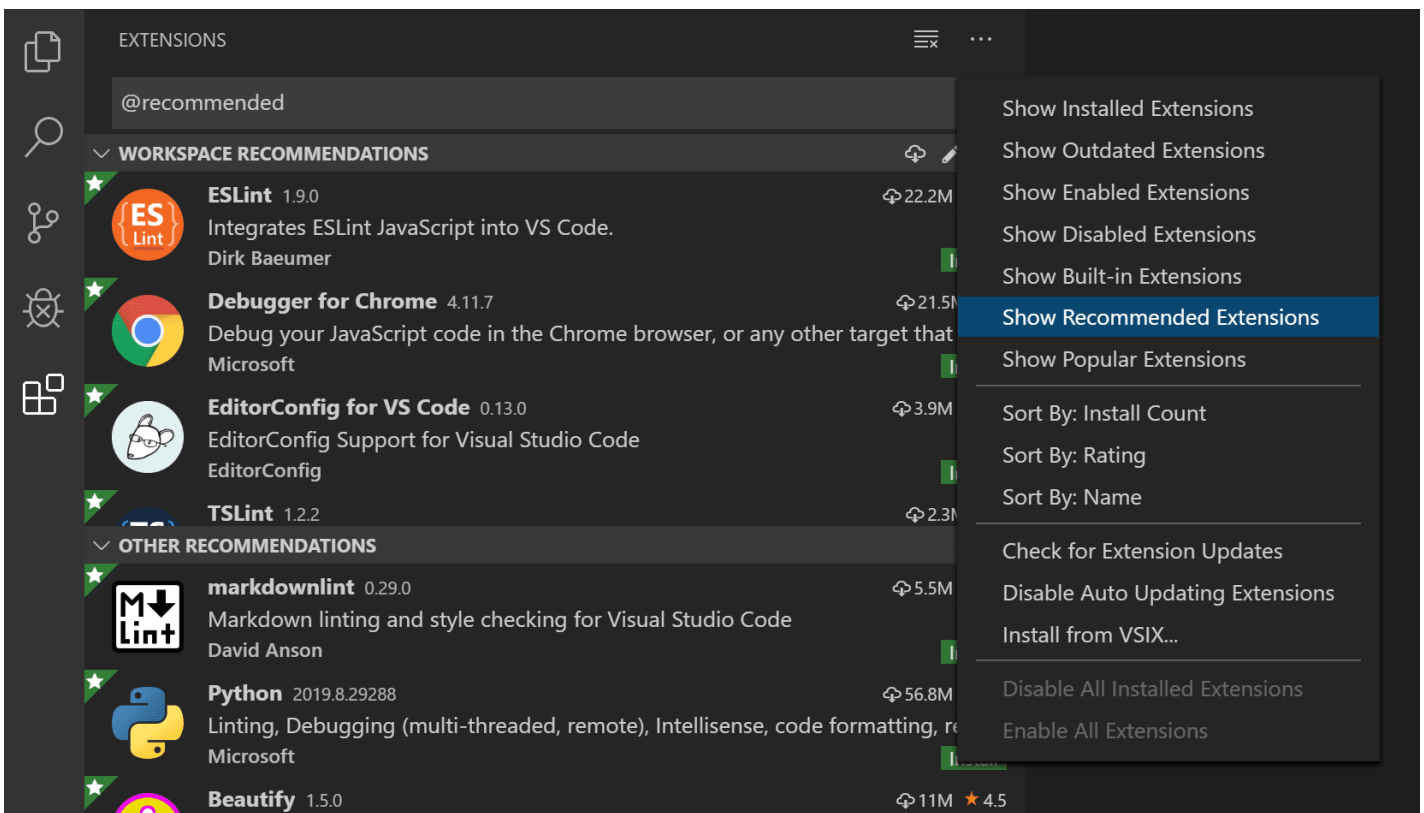 EXTENSIONS
@recommended
WORKSPACE RECOMMENDATIONS
ESLint 1.9.0 22.2M
ES
Lint
Integrates ESLint JavaScript into VS Code.
Dirk Baeumer
Debugger for Chrome 4.11.7 21.5M
Debug your JavaScript code in the Chrome browser, or any other target that
Microsoft
EditorConfig for VS Code 0.13.0 3.9M
EditorConfig Support for Visual Studio Code
EditorConfig
TSLint 1.2.2 2.3M
OTHER RECOMMENDATIONS
markdownlint 0.29.0 5.5M
M
Lint
Markdown linting and style checking for Visual Studio Code
David Anson
Python 2019.8.29288 56.8M
Linting, Debugging (multi-threaded, remote), Intellisense, code formatting,
Microsoft
Install
Beautify 1.5.0 11M 4.5
Show Installed Extensions
Show Outdated Extensions
Show Enabled Extensions
Show Disabled Extensions
Show Built-in Extensions
Show Recommended Extensions
Show Popular Extensions
Sort By: Install Count
Sort By: Rating
Sort By: Name
Check for Extension Updates
Disable Auto Updating Extensions
Install from VSIX...
Disable All Installed Extensions
Enable All Extensions